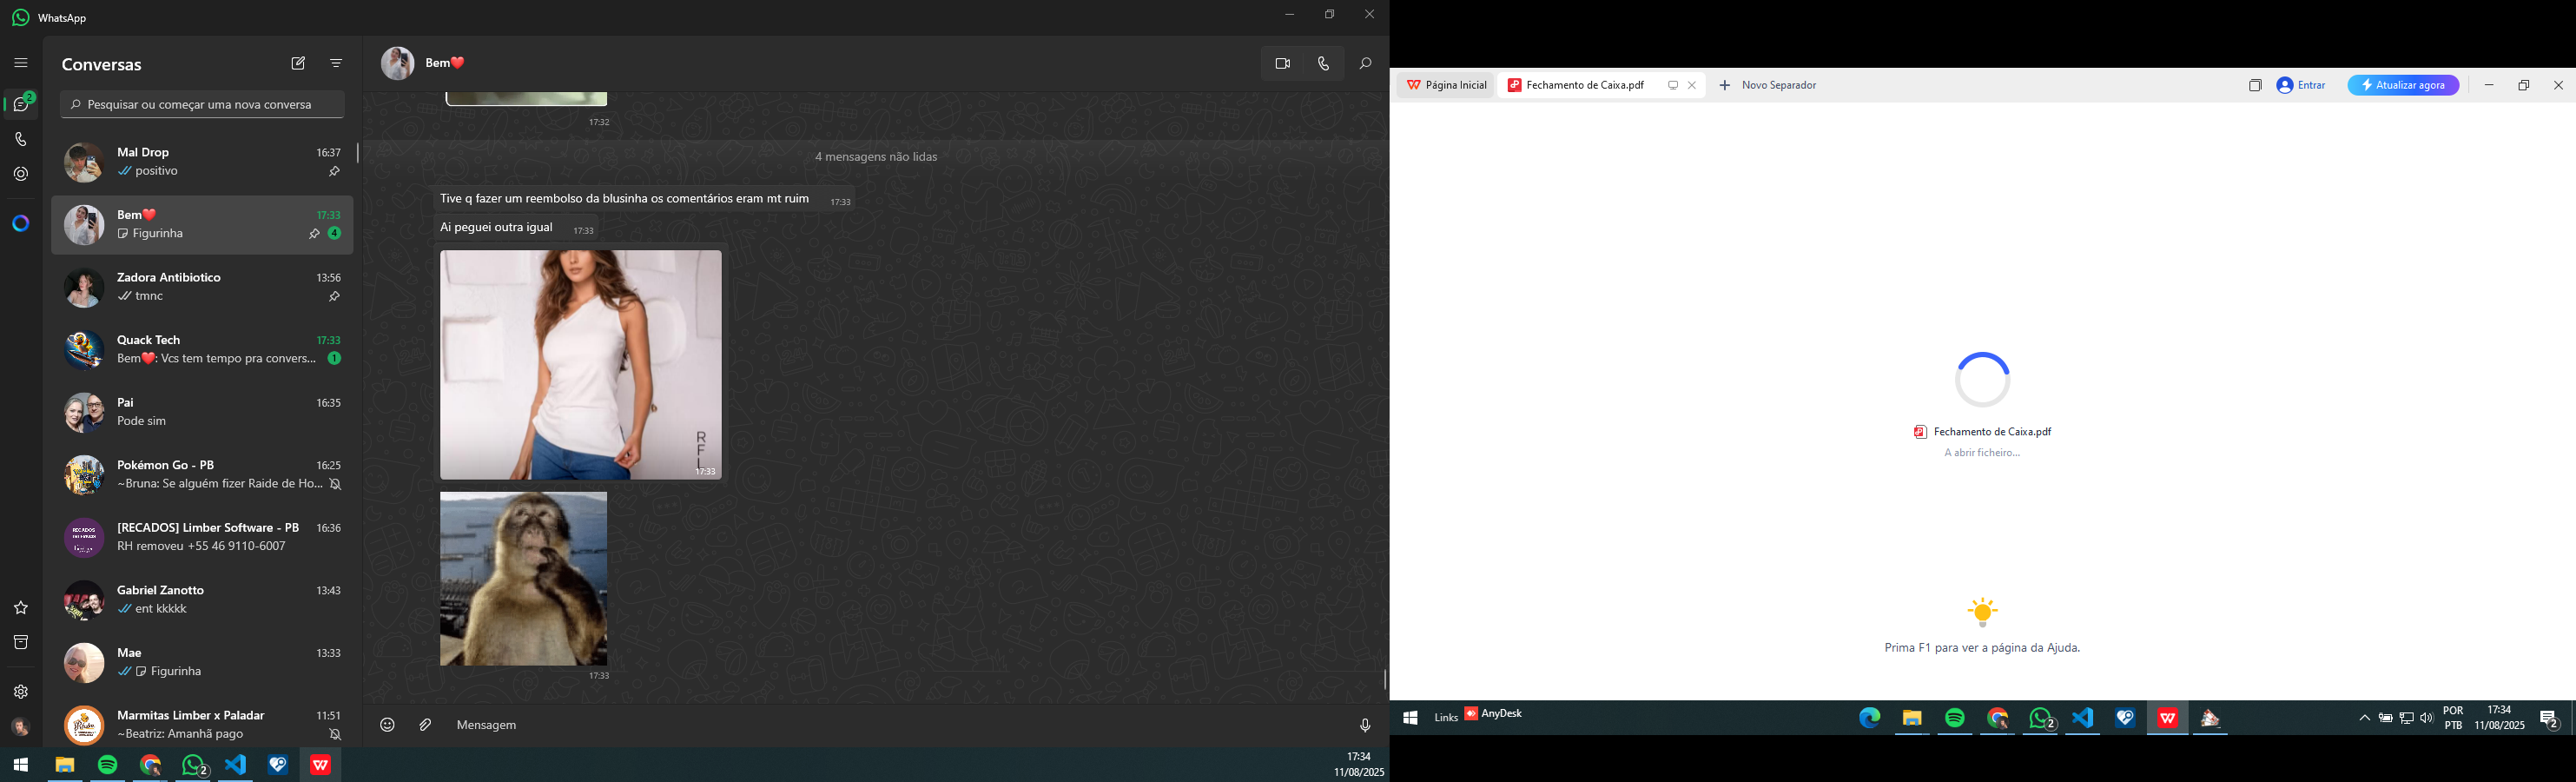 WhatsApp
Conversas
2
Pesquisar ou começar uma nova conversa
Mal Drop 16:37
positivo
Bem❤️ 17:33
Figurinha 4
Zadora Antibiotico 13:56
tmnc
Quack Tech 17:33
Bem❤️: Vcs tem tempo pra convers... 1
Pai 16:35
Pode sim
Pokémon Go - PB 16:25
~Bruna: Se alguém fizer Raide de Ho...
[RECADOS] Limber Software - PB 16:36
RH removeu +55 46 9110-6007
Gabriel Zanotto 13:43
ent kkkkk
Mae 13:33
Figurinha
Marmitas Limber x Paladar 11:51
~Beatriz: Amanhã pago
Bem❤️
17:32
4 mensagens não lidas
Tive q fazer um reembolso da blusinha os comentários eram mt ruim 17:33
Ai peguei outra igual 17:33
17:33
17:33
Mensagem
2
17:34
11/08/2025
Página Inicial
Fechamento de Caixa.pdf
Novo Separador
Entrar
Atualizar agora
Fechamento de Caixa.pdf
A abrir ficheiro...
Prima F1 para ver a página da Ajuda.
Links
AnyDesk
2
POR
PTB
17:34
11/08/2025
2